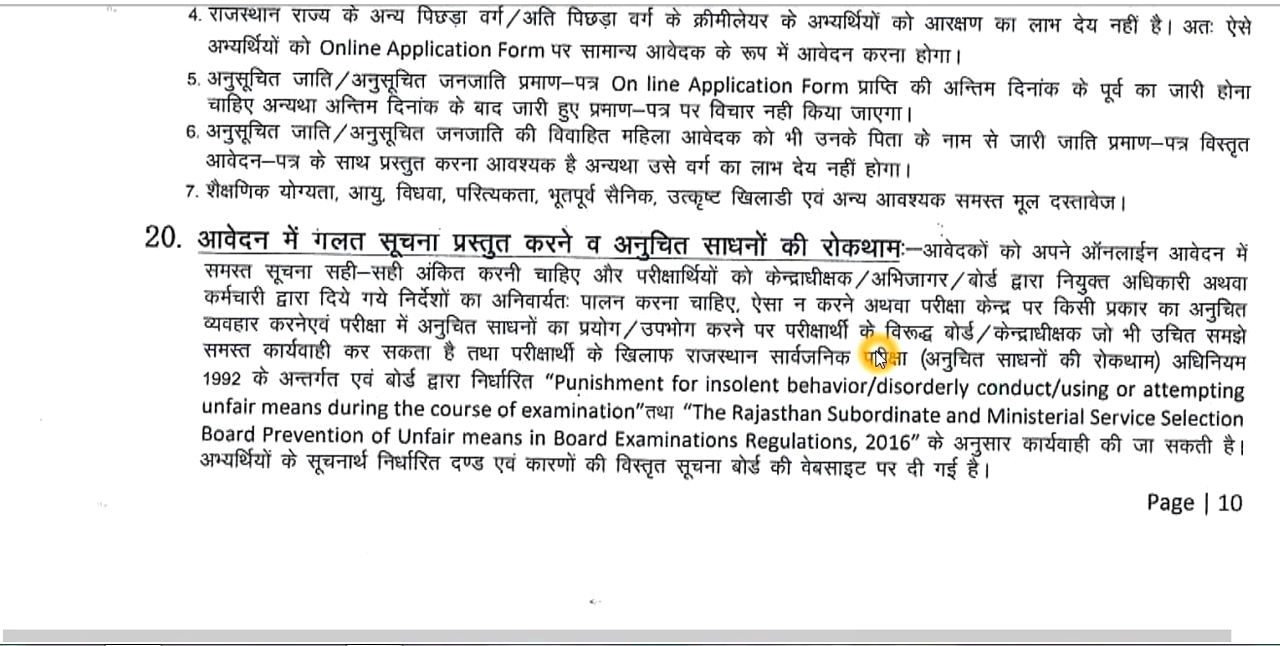 4. राजस्थान राज्य के अन्य पिछड़ा वर्ग/अति पिछड़ा वर्ग के क्रीमीलेयर के अभ्यर्थियों को आरक्षण का लाभ देय नहीं है। अतः ऐसे
अभ्यर्थियों को Online Application Form पर सामान्य आवेदक के रूप में आवेदन करना होगा।
5. अनुसूचित जाति/अनुसूचित जनजाति प्रमाण–पत्र On line Application Form प्राप्ति की अन्तिम दिनांक के पूर्व का जारी होना
चाहिए अन्यथा अन्तिम दिनांक के बाद जारी हुए प्रमाण–पत्र पर विचार नही किया जाएगा।
6. अनुसूचित जाति/अनुसूचित जनजाति की विवाहित महिला आवेदक को भी उनके पिता के नाम से जारी जाति प्रमाण–पत्र विस्तृत
आवेदन–पत्र के साथ प्रस्तुत करना आवश्यक है अन्यथा उसे वर्ग का लाभ देय नहीं होगा।
7. शैक्षणिक योग्यता, आयु, विधवा, परित्यकता, भूतपूर्व सैनिक, उत्कृष्ट खिलाडी एवं अन्य आवश्यक समस्त मूल दस्तावेज।
20. आवेदन में गलत सूचना प्रस्तुत करने व अनुचित साधनों की रोकथामः–आवेदकों को अपने ऑनलाईन आवेदन में
समस्त सूचना सही–सही अंकित करनी चाहिए और परीक्षार्थियों को केन्द्राधीक्षक/अभिजागर/बोर्ड द्वारा नियुक्त अधिकारी अथवा
कर्मचारी द्वारा दिये गये निर्देशों का अनिवार्यतः पालन करना चाहिए, ऐसा न करने अथवा परीक्षा केन्द्र पर किसी प्रकार का अनुचित
व्यवहार करनेएवं परीक्षा में अनुचित साधनों का प्रयोग/उपभोग करने पर परीक्षार्थी के विरूद्ध बोर्ड/केन्द्राधीक्षक जो भी उचित समझे
समस्त कार्यवाही कर सकता है तथा परीक्षार्थी के खिलाफ राजस्थान सार्वजनिक परीक्षा (अनुचित साधनों की रोकथाम) अधिनियम
1992 के अन्तर्गत एवं बोर्ड द्वारा निर्धारित “Punishment for insolent behavior/disorderly conduct/using or attempting
unfair means during the course of examination”तथा “The Rajasthan Subordinate and Ministerial Service Selection
Board Prevention of Unfair means in Board Examinations Regulations, 2016” के अनुसार कार्यवाही की जा सकती है।
अभ्यर्थियों के सूचनार्थ निर्धारित दण्ड एवं कारणों की विस्तृत सूचना बोर्ड की वेबसाइट पर दी गई है।
Page | 10